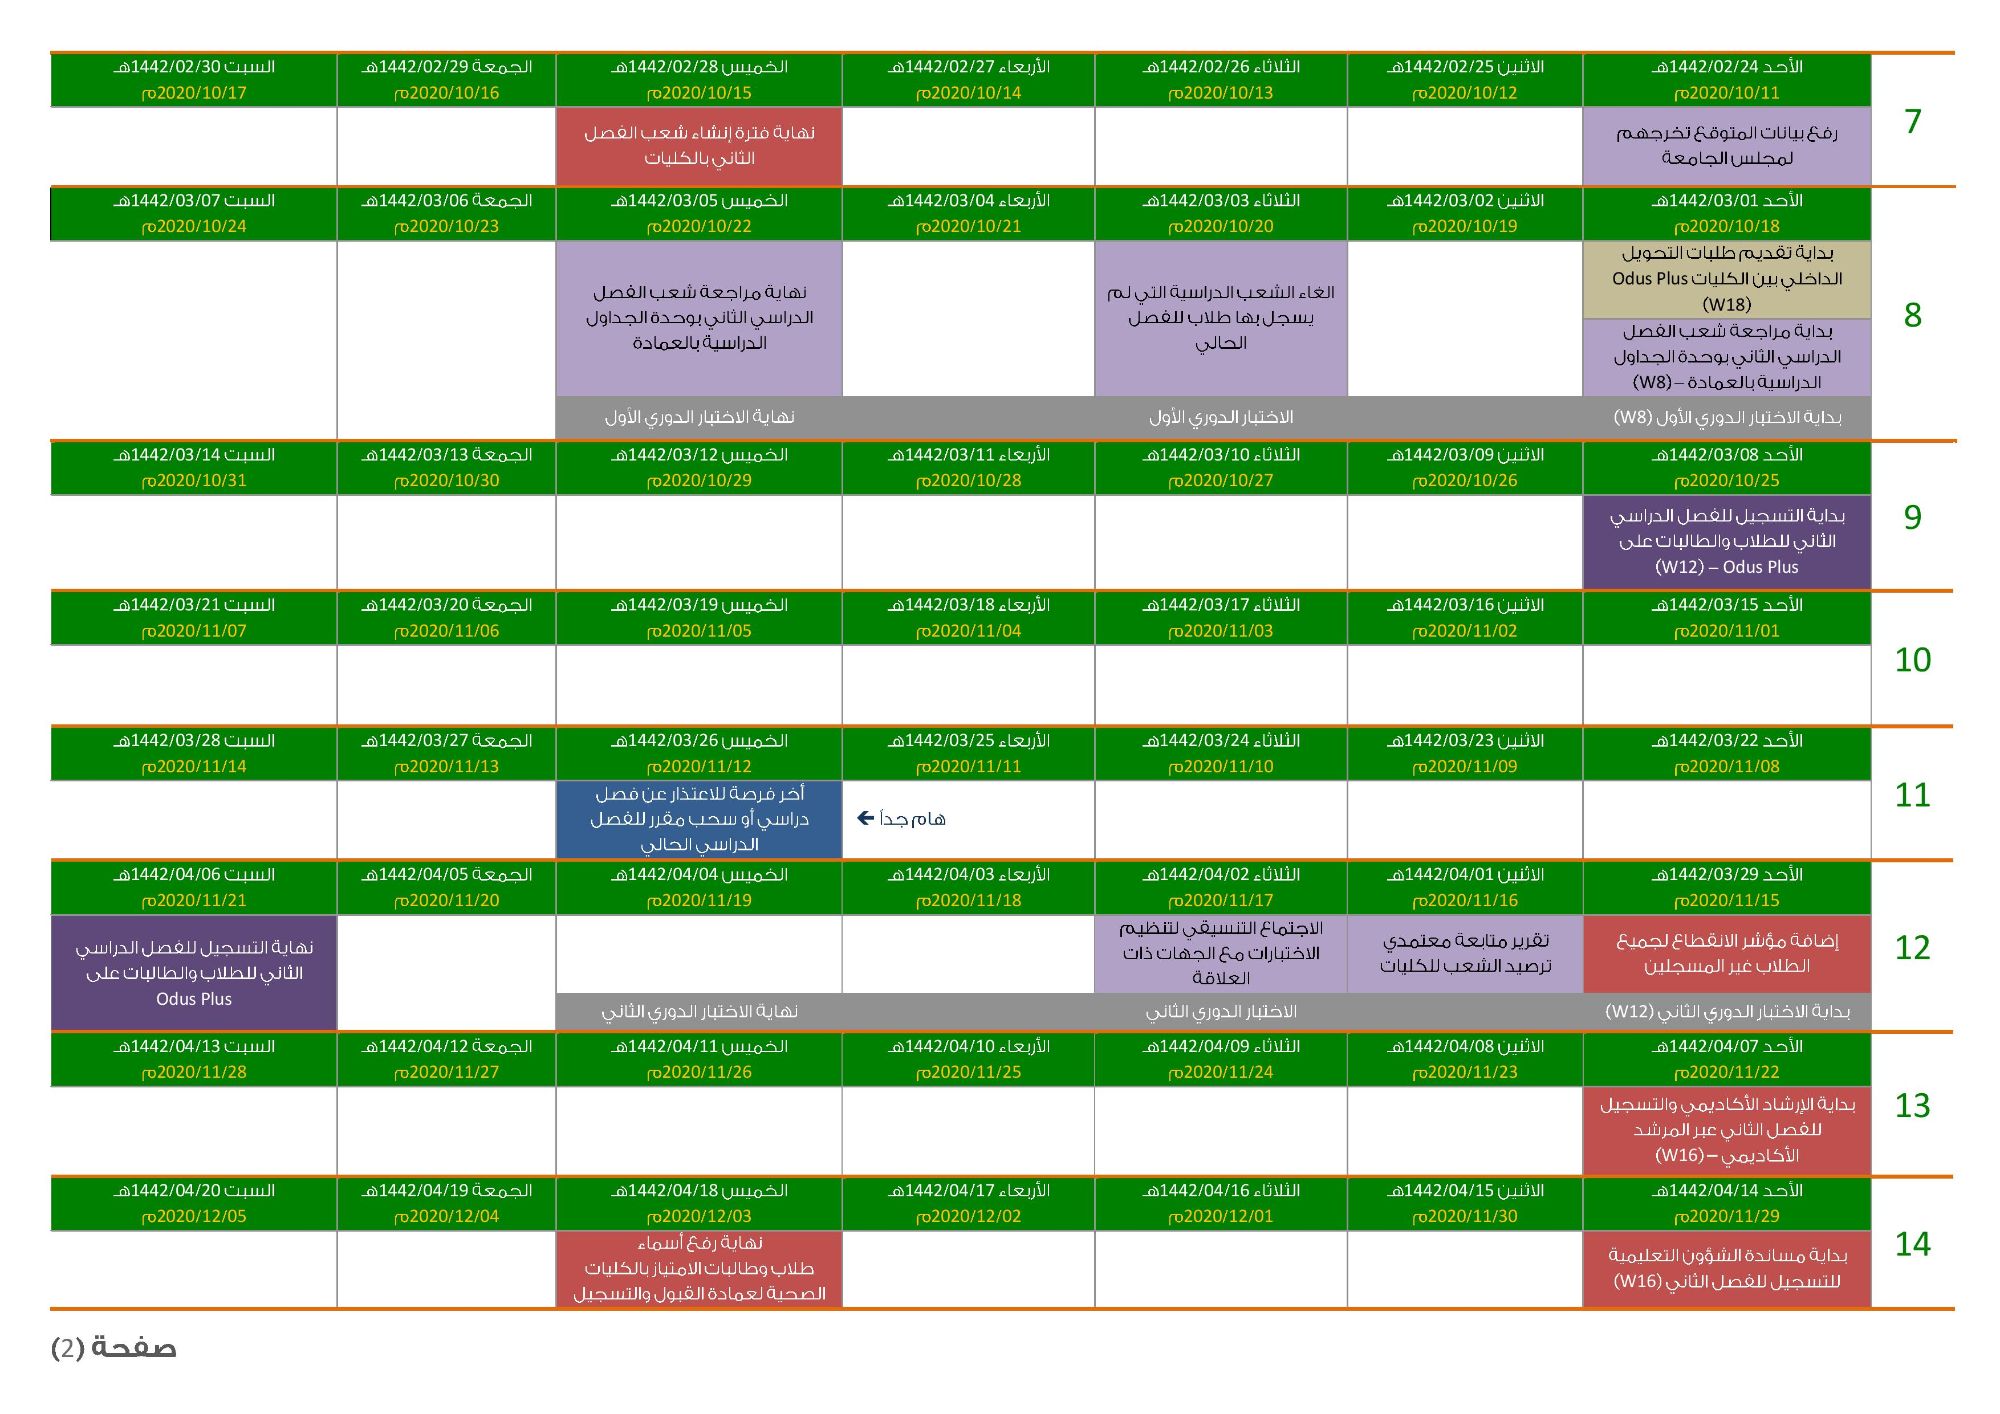 7
الأحد 1442/02/24هـ
2020/10/11م
الاثنين 1442/02/25هـ
2020/10/12م
الثلاثاء 1442/02/26هـ
2020/10/13م
الأربعاء 1442/02/27هـ
2020/10/14م
الخميس 1442/02/28هـ
2020/10/15م
الجمعة 1442/02/29هـ
2020/10/16م
السبت 1442/02/30هـ
2020/10/17م
رفع بيانات المتوقع تخرجهم
لمجلس الجامعة
نهاية فترة إنشاء شعب الفصل
الثاني بالكليات
8
الأحد 1442/03/01هـ
2020/10/18م
الاثنين 1442/03/02هـ
2020/10/19م
الثلاثاء 1442/03/03هـ
2020/10/20م
الأربعاء 1442/03/04هـ
2020/10/21م
الخميس 1442/03/05هـ
2020/10/22م
الجمعة 1442/03/06هـ
2020/10/23م
السبت 1442/03/07هـ
2020/10/24م
بداية تقديم طلبات التحويل
الداخلي بين الكليات Odus Plus
(W18)
بداية مراجعة شعب الفصل
الدراسي الثاني بوحدة الجداول
الدراسية بالعمادة – (W8)
الغاء الشعب الدراسية التي لم
يسجل بها طلاب للفصل
الحالي
نهاية مراجعة شعب الفصل
الدراسي الثاني بوحدة الجداول
الدراسية بالعمادة
بداية الاختبار الدوري الأول (W8)
الاختبار الدوري الأول
نهاية الاختبار الدوري الأول
9
الأحد 1442/03/08هـ
2020/10/25م
الاثنين 1442/03/09هـ
2020/10/26م
الثلاثاء 1442/03/10هـ
2020/10/27م
الأربعاء 1442/03/11هـ
2020/10/28م
الخميس 1442/03/12هـ
2020/10/29م
الجمعة 1442/03/13هـ
2020/10/30م
السبت 1442/03/14هـ
2020/10/31م
بداية التسجيل للفصل الدراسي
الثاني للطلاب والطالبات على
Odus Plus – (W12)
10
الأحد 1442/03/15هـ
2020/11/01م
الاثنين 1442/03/16هـ
2020/11/02م
الثلاثاء 1442/03/17هـ
2020/11/03م
الأربعاء 1442/03/18هـ
2020/11/04م
الخميس 1442/03/19هـ
2020/11/05م
الجمعة 1442/03/20هـ
2020/11/06م
السبت 1442/03/21هـ
2020/11/07م
11
الأحد 1442/03/22هـ
2020/11/08م
الاثنين 1442/03/23هـ
2020/11/09م
الثلاثاء 1442/03/24هـ
2020/11/10م
الأربعاء 1442/03/25هـ
2020/11/11م
الخميس 1442/03/26هـ
2020/11/12م
الجمعة 1442/03/27هـ
2020/11/13م
السبت 1442/03/28هـ
2020/11/14م
هام جداً ←
أخر فرصة للاعتذار عن فصل
دراسي أو سحب مقرر للفصل
الدراسي الحالي
12
الأحد 1442/03/29هـ
2020/11/15م
الاثنين 1442/04/01هـ
2020/11/16م
الثلاثاء 1442/04/02هـ
2020/11/17م
الأربعاء 1442/04/03هـ
2020/11/18م
الخميس 1442/04/04هـ
2020/11/19م
الجمعة 1442/04/05هـ
2020/11/20م
السبت 1442/04/06هـ
2020/11/21م
إضافة مؤشر الانقطاع لجميع
الطلاب غير المسجلين
تقرير متابعة معتمدي
ترصيد الشعب للكليات
الاجتماع التنسيقي لتنظيم
الاختبارات مع الجهات ذات
العلاقة
نهاية التسجيل للفصل الدراسي
الثاني للطلاب والطالبات على
Odus Plus
بداية الاختبار الدوري الثاني (W12)
الاختبار الدوري الثاني
نهاية الاختبار الدوري الثاني
13
الأحد 1442/04/07هـ
2020/11/22م
الاثنين 1442/04/08هـ
2020/11/23م
الثلاثاء 1442/04/09هـ
2020/11/24م
الأربعاء 1442/04/10هـ
2020/11/25م
الخميس 1442/04/11هـ
2020/11/26م
الجمعة 1442/04/12هـ
2020/11/27م
السبت 1442/04/13هـ
2020/11/28م
بداية الإرشاد الأكاديمي والتسجيل
للفصل الثاني عبر المرشد
الأكاديمي – (W16)
14
الأحد 1442/04/14هـ
2020/11/29م
الاثنين 1442/04/15هـ
2020/11/30م
الثلاثاء 1442/04/16هـ
2020/12/01م
الأربعاء 1442/04/17هـ
2020/12/02م
الخميس 1442/04/18هـ
2020/12/03م
الجمعة 1442/04/19هـ
2020/12/04م
السبت 1442/04/20هـ
2020/12/05م
بداية مساندة الشؤون التعليمية
للتسجيل للفصل الثاني (W16)
نهاية رفع أسماء
طلاب وطالبات الامتياز بالكليات
الصحية لعمادة القبول والتسجيل
صفحة (2)